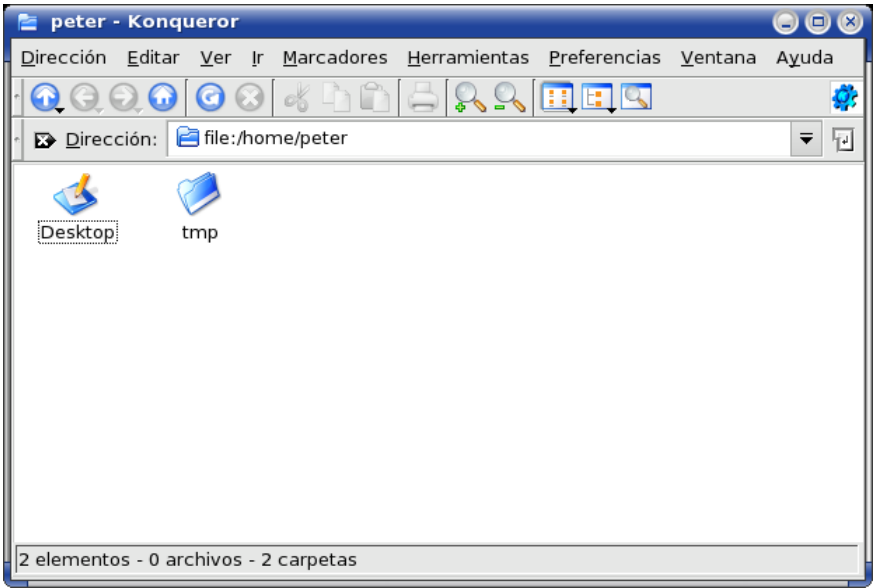 peter - Konqueror
Dirección Editar Ver Ir Marcadores Herramientas Preferencias Ventana Ayuda
Dirección: file:/home/peter
Desktop tmp
2 elementos - 0 archivos - 2 carpetas